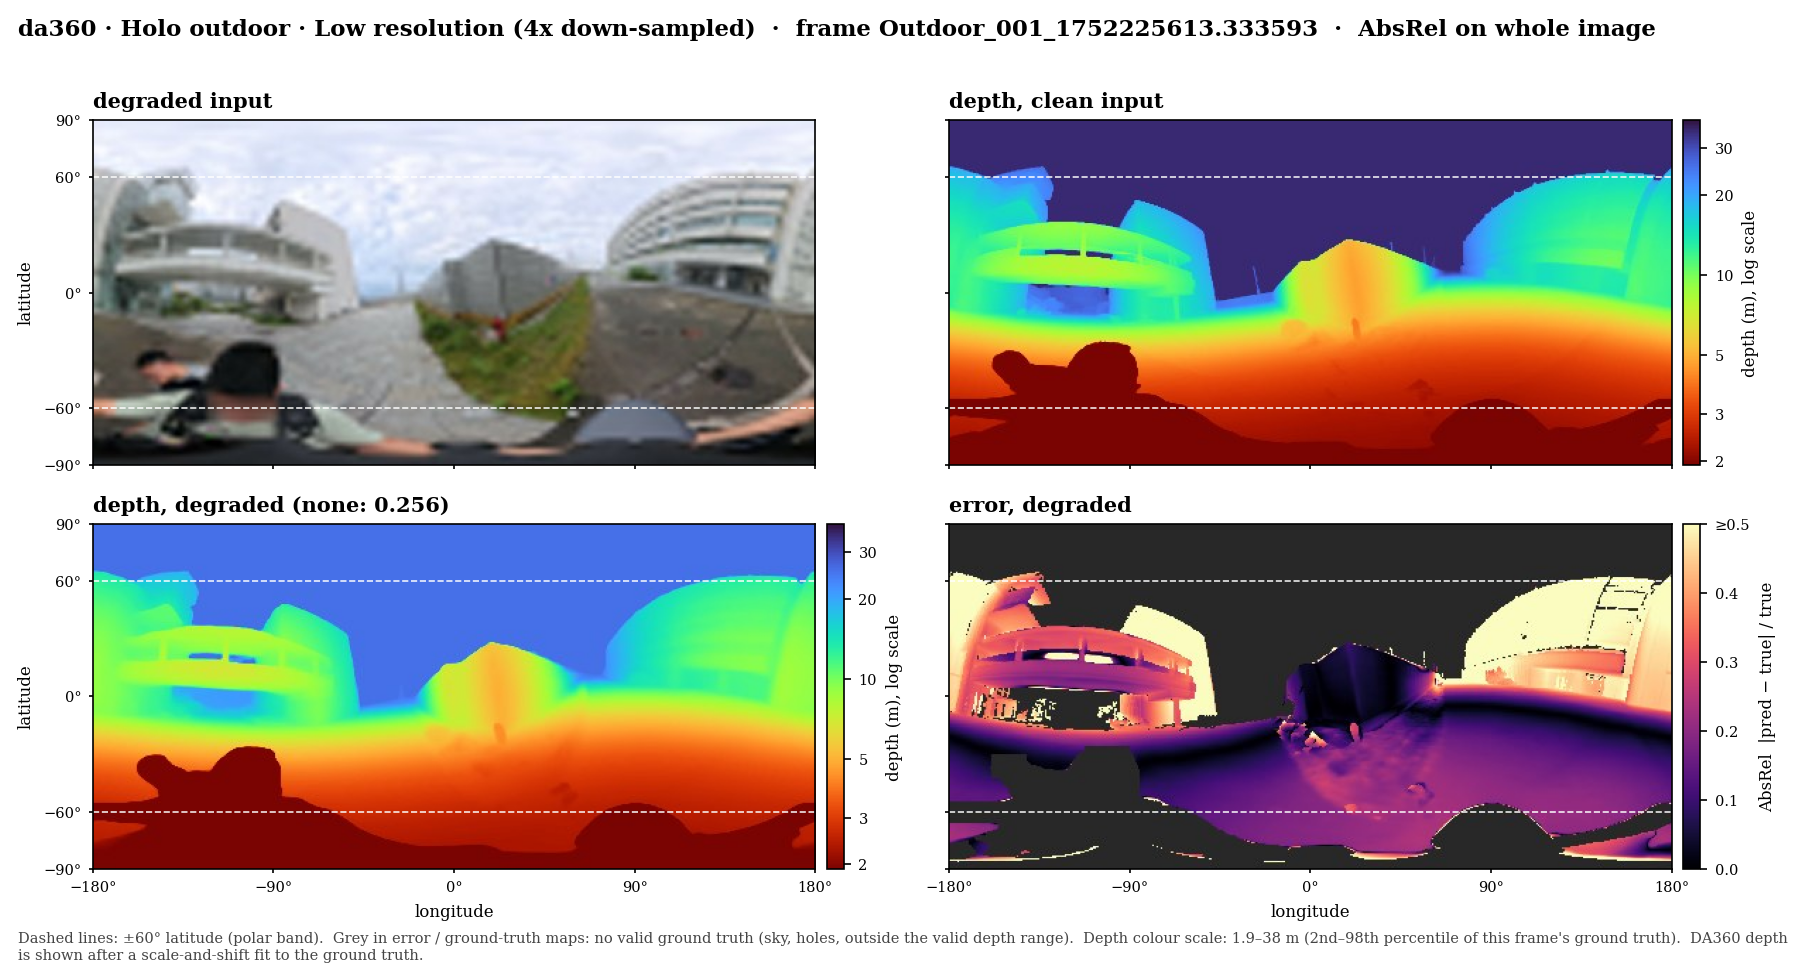 da360 · Holo outdoor · Low resolution (4x down-sampled)  ·  frame Outdoor_001_1752225613.333593  ·  AbsRel on whole image
degraded input
depth, clean input
90°
60°
0°
−60°
−90°
latitude
30
20
10
5
3
2
depth (m), log scale
depth, degraded (none: 0.256)
error, degraded
90°
60°
0°
−60°
−90°
latitude
−180°
−90°
0°
90°
180°
longitude
30
20
10
5
3
2
depth (m), log scale
−180°
−90°
0°
90°
180°
longitude
≥0.5
0.4
0.3
0.2
0.1
0.0
AbsRel  |pred − true| / true
Dashed lines: ±60° latitude (polar band).  Grey in error / ground-truth maps: no valid ground truth (sky, holes, outside the valid depth range).  Depth colour scale: 1.9–38 m (2nd–98th percentile of this frame's ground truth).  DA360 depth
is shown after a scale-and-shift fit to the ground truth.